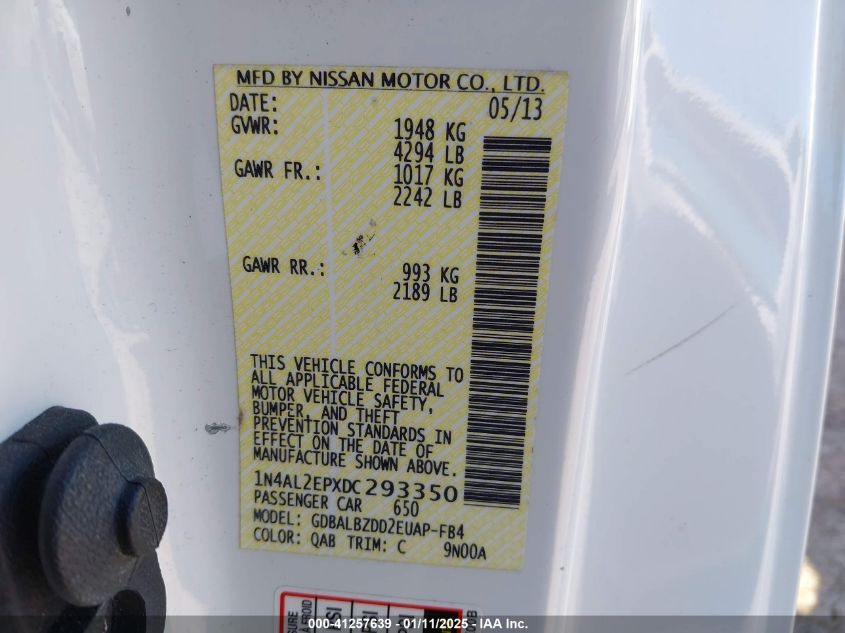 MFD BY NISSAN MOTOR CO., LTD.
DATE: 05/13
GVWR: 1948 KG
4294 LB
GAWR FR.: 1017 KG
2242 LB
GAWR RR.: 993 KG
2189 LB
THIS VEHICLE CONFORMS TO
ALL APPLICABLE FEDERAL
MOTOR VEHICLE SAFETY,
BUMPER, AND THEFT
PREVENTION STANDARDS IN
EFFECT ON THE DATE OF
MANUFACTURE SHOWN ABOVE.
1N4AL2EPXDC293350
PASSENGER CAR 650
MODEL: GDBALBZDD2EUAP-FB4
COLOR: QAB TRIM: C 9N00A
000-41257639 - 01/11/2025 - IAA, Inc.